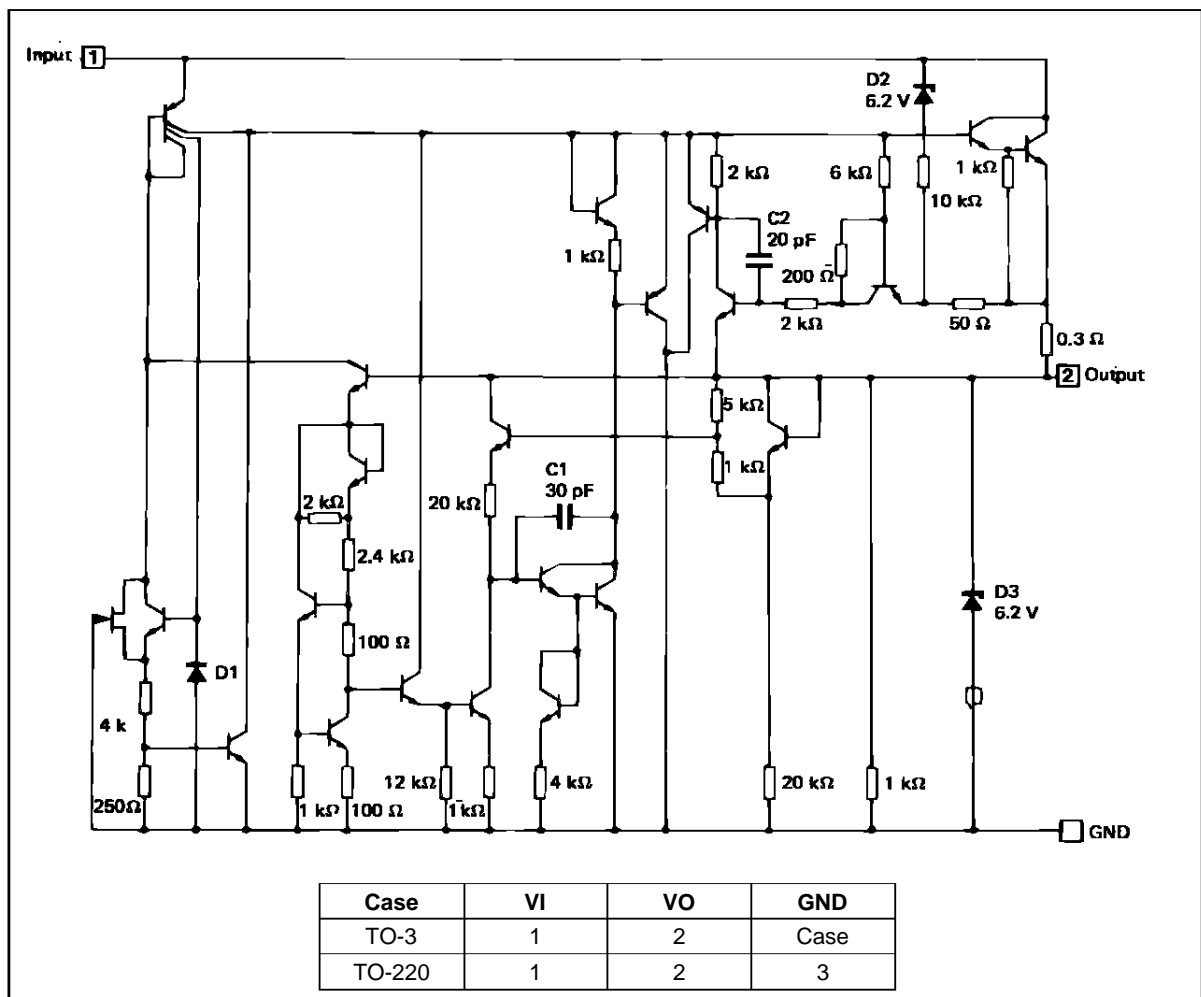 Input 1
D2
6.2 V
2 kΩ
6 kΩ
1 kΩ
10 kΩ
C2
20 pF
1 kΩ
200 Ω
2 kΩ
50 Ω
0.3 Ω
2 Output
5 kΩ
1 kΩ
C1
30 pF
2 kΩ
20 kΩ
2.4 kΩ
D3
6.2 V
100 Ω
D1
4 k
12 kΩ
4 kΩ
20 kΩ
1 kΩ
250Ω
1 kΩ
100 Ω
1 kΩ
GND
Case VI VO GND
TO-3 1 2 Case
TO-220 1 2 3